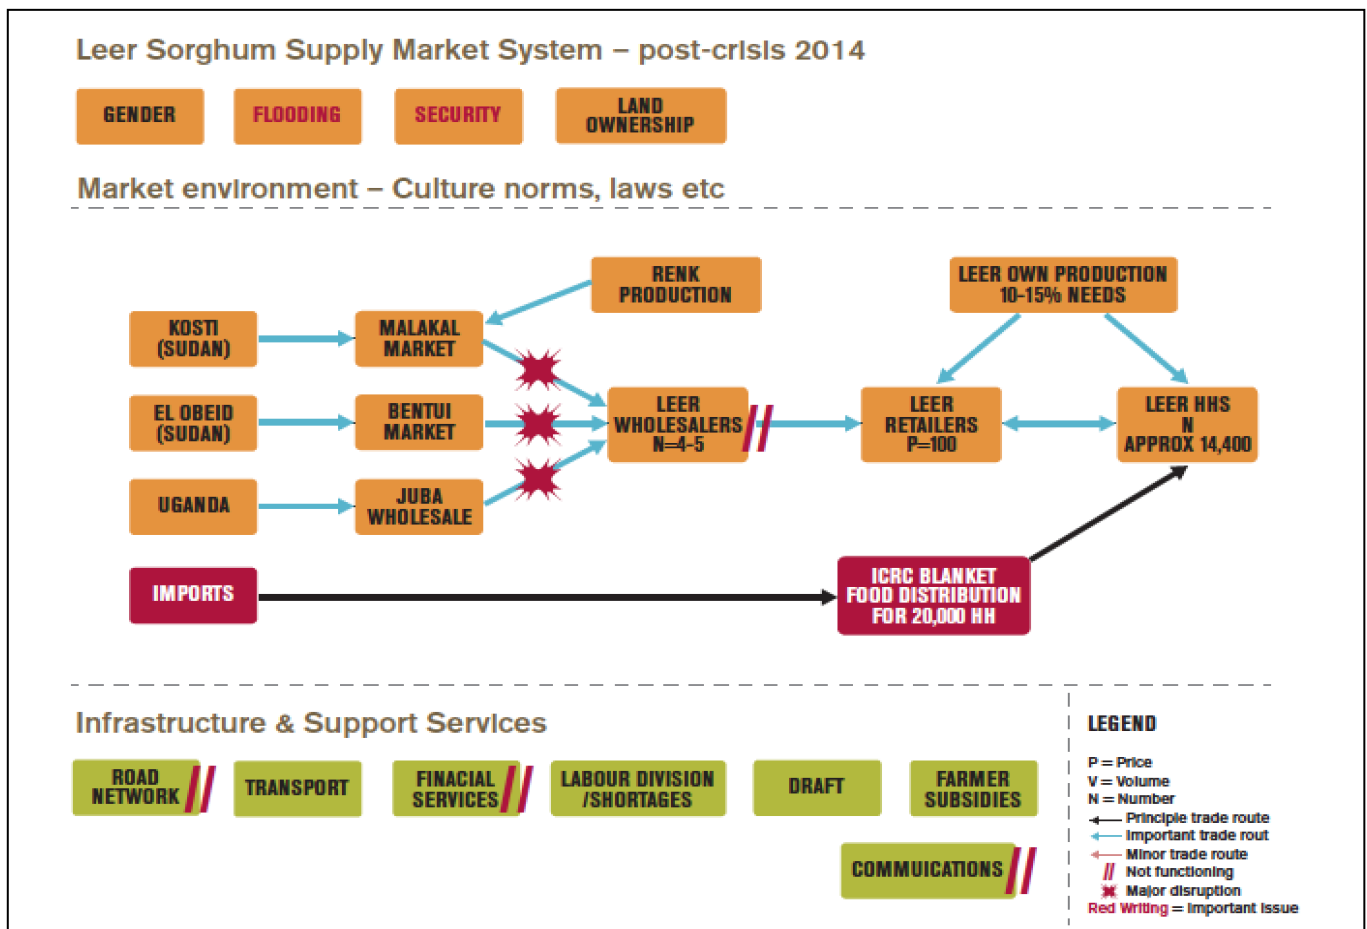 Leer Sorghum Supply Market System – post-crisis 2014
GENDER
FLOODING
SECURITY
LAND
OWNERSHIP
Market environment – Culture norms, laws etc
RENK
PRODUCTION
LEER OWN PRODUCTION
10-15% NEEDS
KOSTI
(SUDAN)
MALAKAL
MARKET
EL OBEID
(SUDAN)
BENTUI
MARKET
LEER
WHOLESALERS
N=4-5
LEER
RETAILERS
P=100
LEER HHS
N
APPROX 14,400
UGANDA
JUBA
WHOLESALE
IMPORTS
ICRC BLANKET
FOOD DISTRIBUTION
FOR 20,000 HH
Infrastructure & Support Services
ROAD
NETWORK
TRANSPORT
FINACIAL
SERVICES
LABOUR DIVISION
/SHORTAGES
DRAFT
FARMER
SUBSIDIES
COMMUICATIONS
LEGEND
P = Price
V = Volume
N = Number
Principle trade route
Important trade rout
Minor trade route
Not functioning
Major disruption
Red Writing = Important Issue